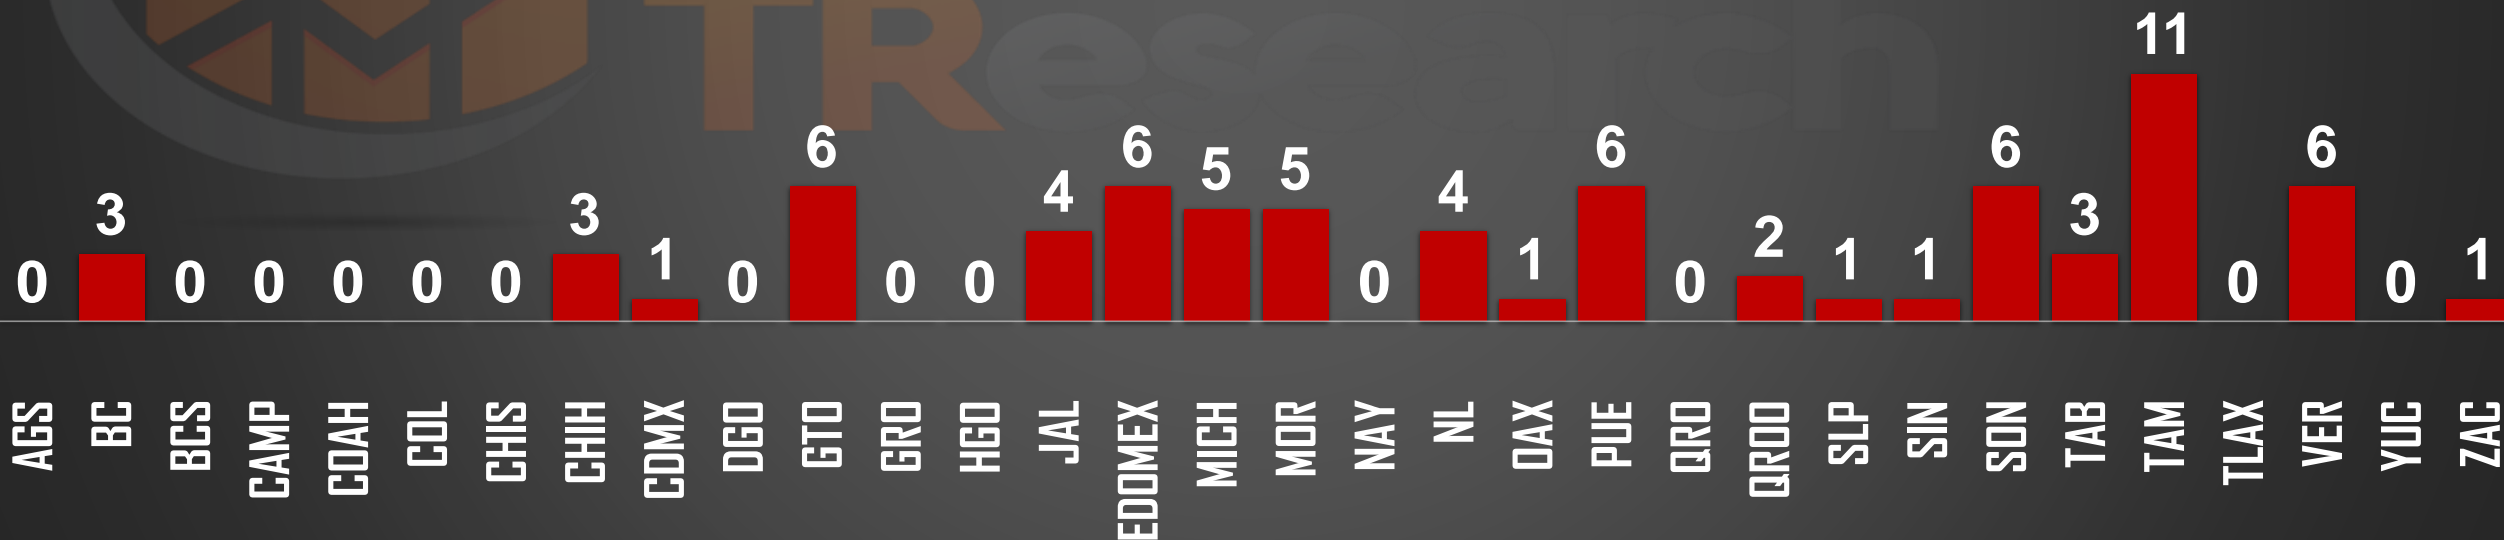 TResearch
0 3 0 0 0 0 0 3 1 0 6 0 0 4 6 5 5 0 4 1 6 0 2 1 1 6 3 11 0 6 0 1
AGS
BC
BCS
CAMP
COAH
COL
CHIS
CHIH
CDMX
DGO
GTO
GRO
HGO
JAL
EDOMEX
MICH
MOR
NAY
NL
OAX
PUE
QRO
QROO
SLP
SIN
SON
TAB
TAM
TLAX
VER
YUC
ZAC